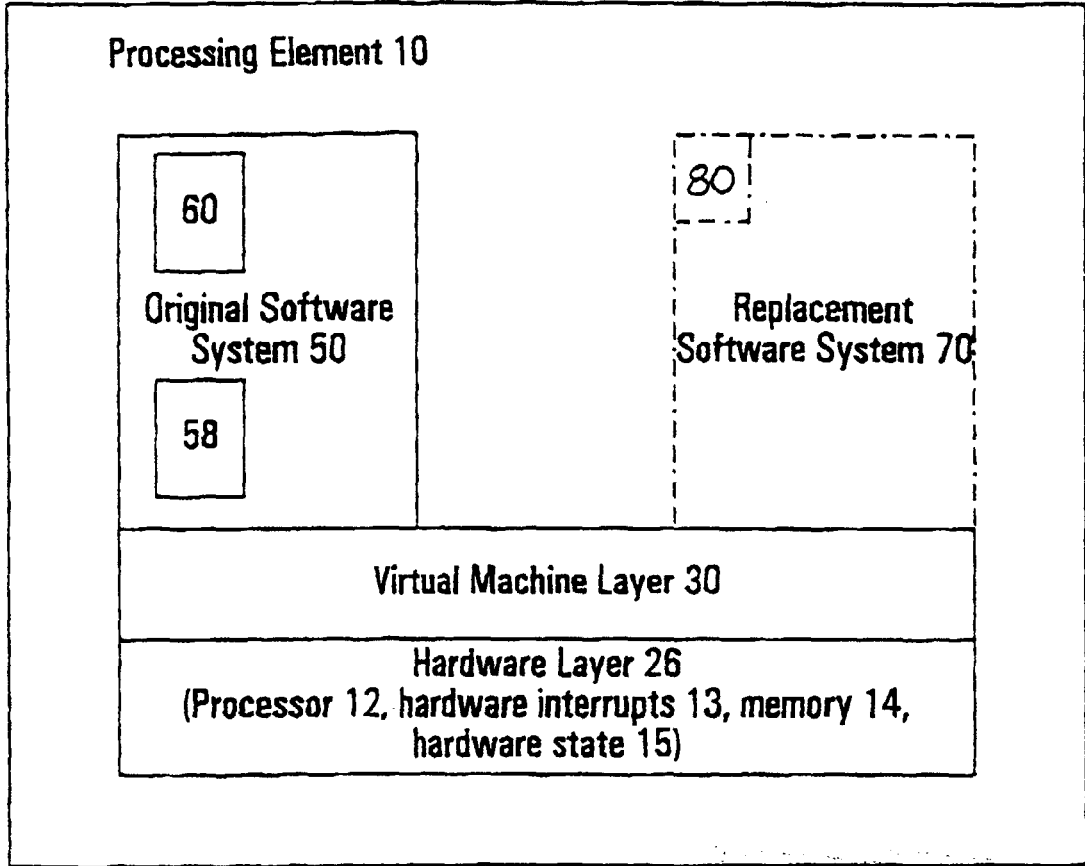 Processing Element 10
60
80
Original Software
System 50
Replacement
Software System 70
58
Virtual Machine Layer 30
Hardware Layer 26
(Processor 12, hardware interrupts 13, memory 14,
hardware state 15)